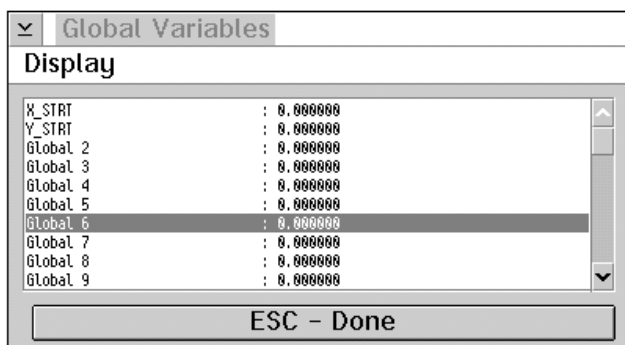 Global Variables
Display
X_STRT : 0.000000
Y_STRT : 0.000000
Global 2 : 0.000000
Global 3 : 0.000000
Global 4 : 0.000000
Global 5 : 0.000000
Global 6 : 0.000000
Global 7 : 0.000000
Global 8 : 0.000000
Global 9 : 0.000000
ESC - Done